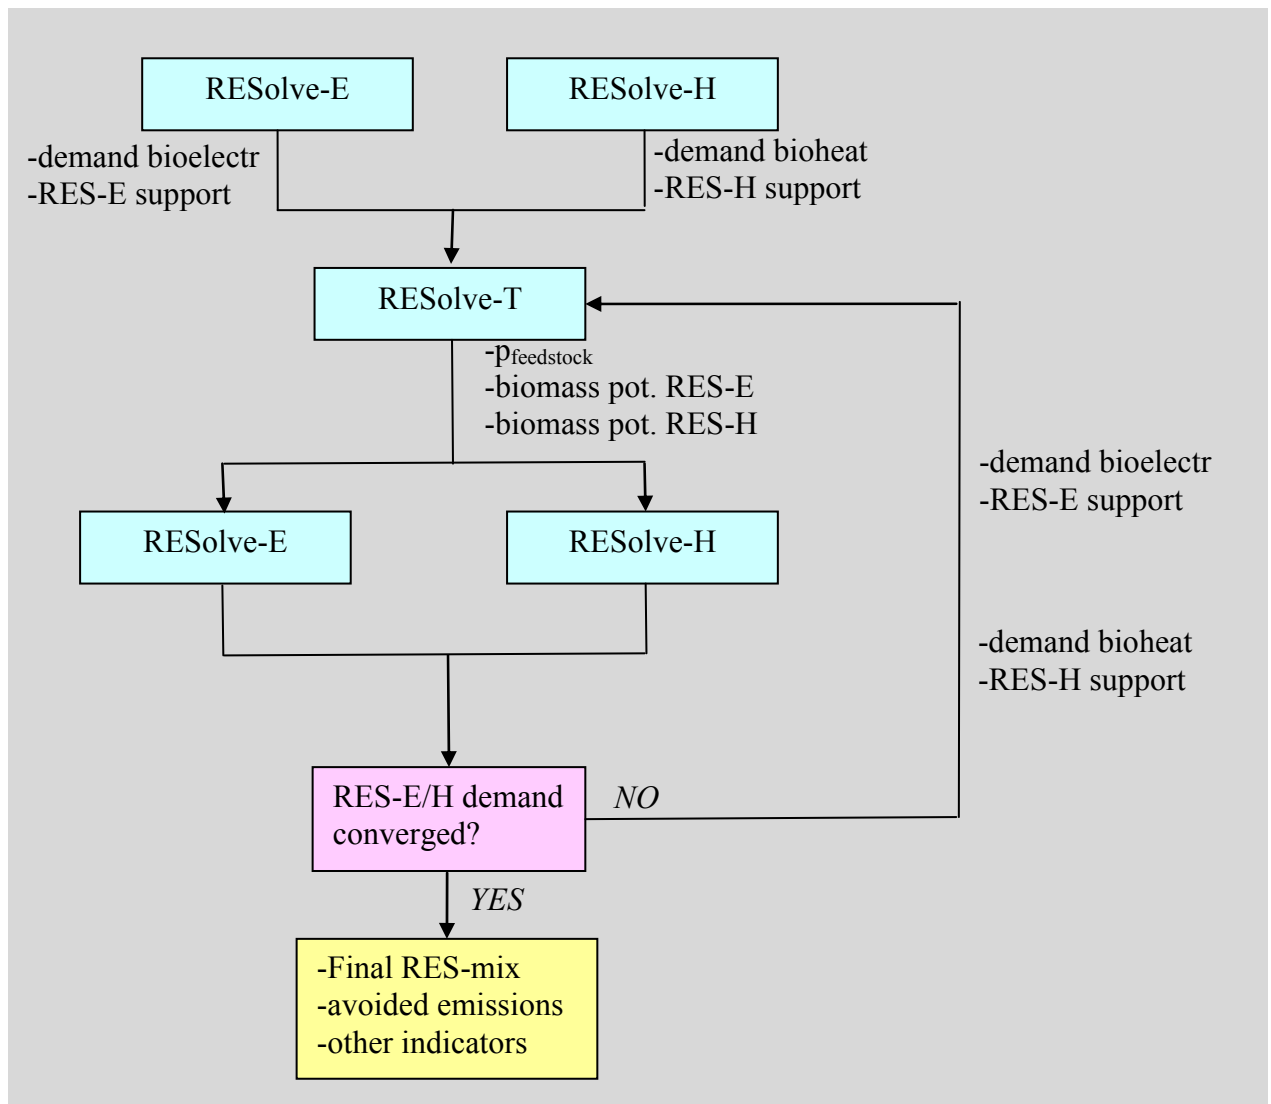 RESolve-E
RESolve-H
-demand bioelectr
-RES-E support
-demand bioheat
-RES-H support
RESolve-T
-pfeedstock
-biomass pot. RES-E
-biomass pot. RES-H
-demand bioelectr
-RES-E support
RESolve-E
RESolve-H
-demand bioheat
-RES-H support
RES-E/H demand
converged?
NO
YES
-Final RES-mix
-avoided emissions
-other indicators